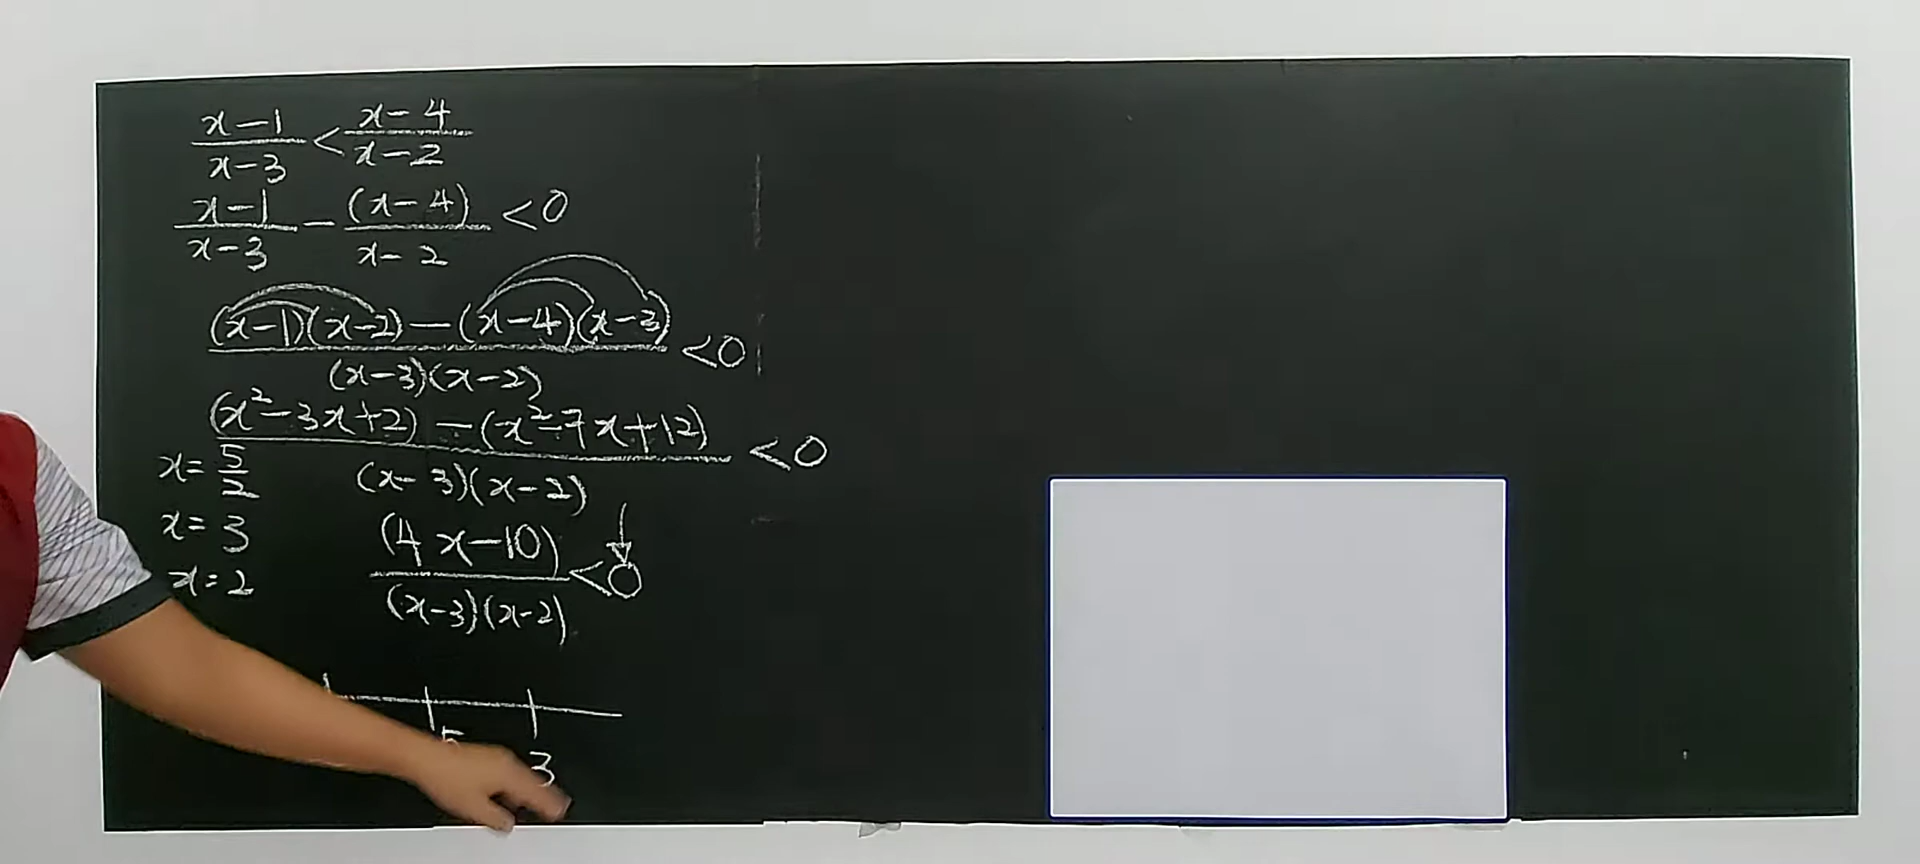 x-1/x-3 < x-4/x-2
x-1/x-3 - (x-4)/x-2 < 0
(x-1)(x-2) - (x-4)(x-3)/(x-3)(x-2) < 0
(x²-3x+2) - (x²-7x+12)/(x-3)(x-2) < 0
x = 5/2
x = 3
x = 2
(4x-10)/(x-3)(x-2) < 0
5 3